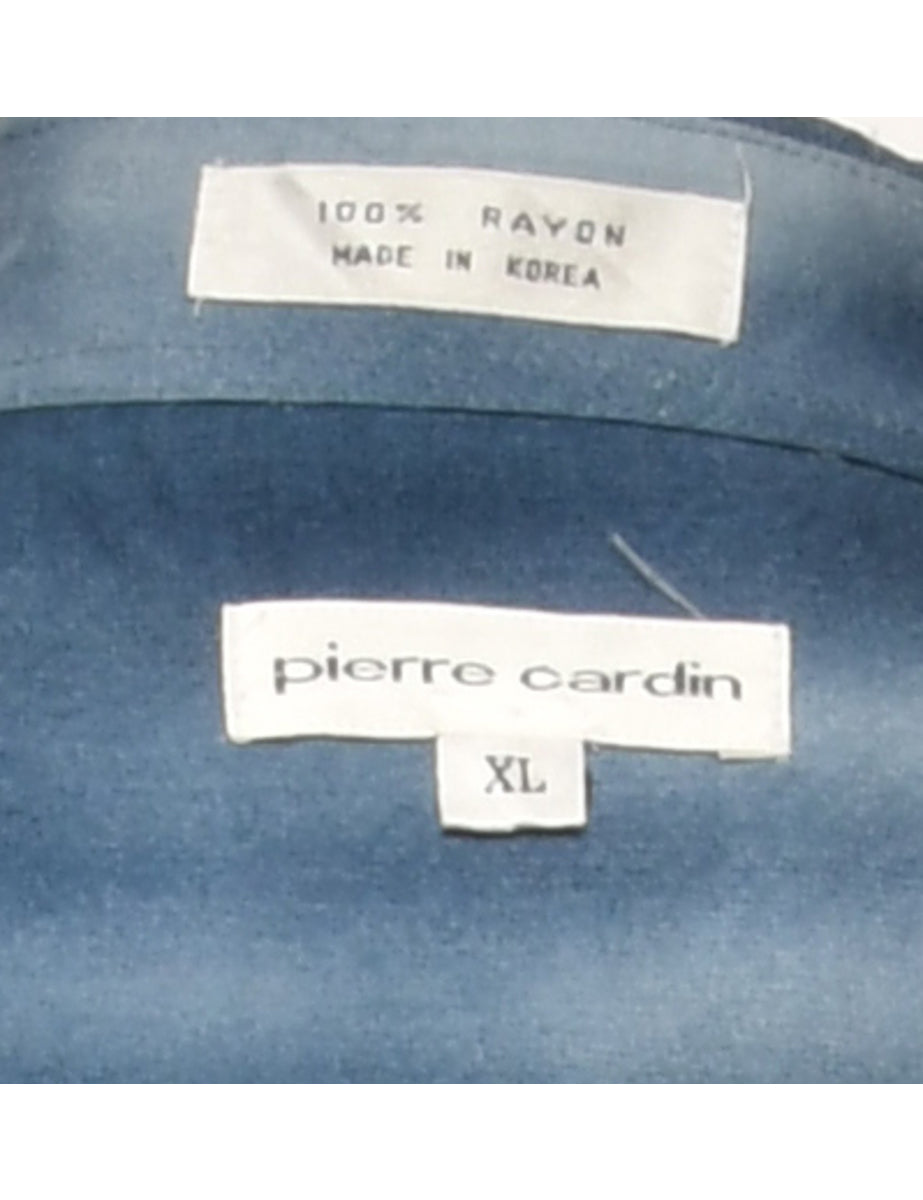 100% RAYON
MADE IN KOREA
pierre cardin
XL